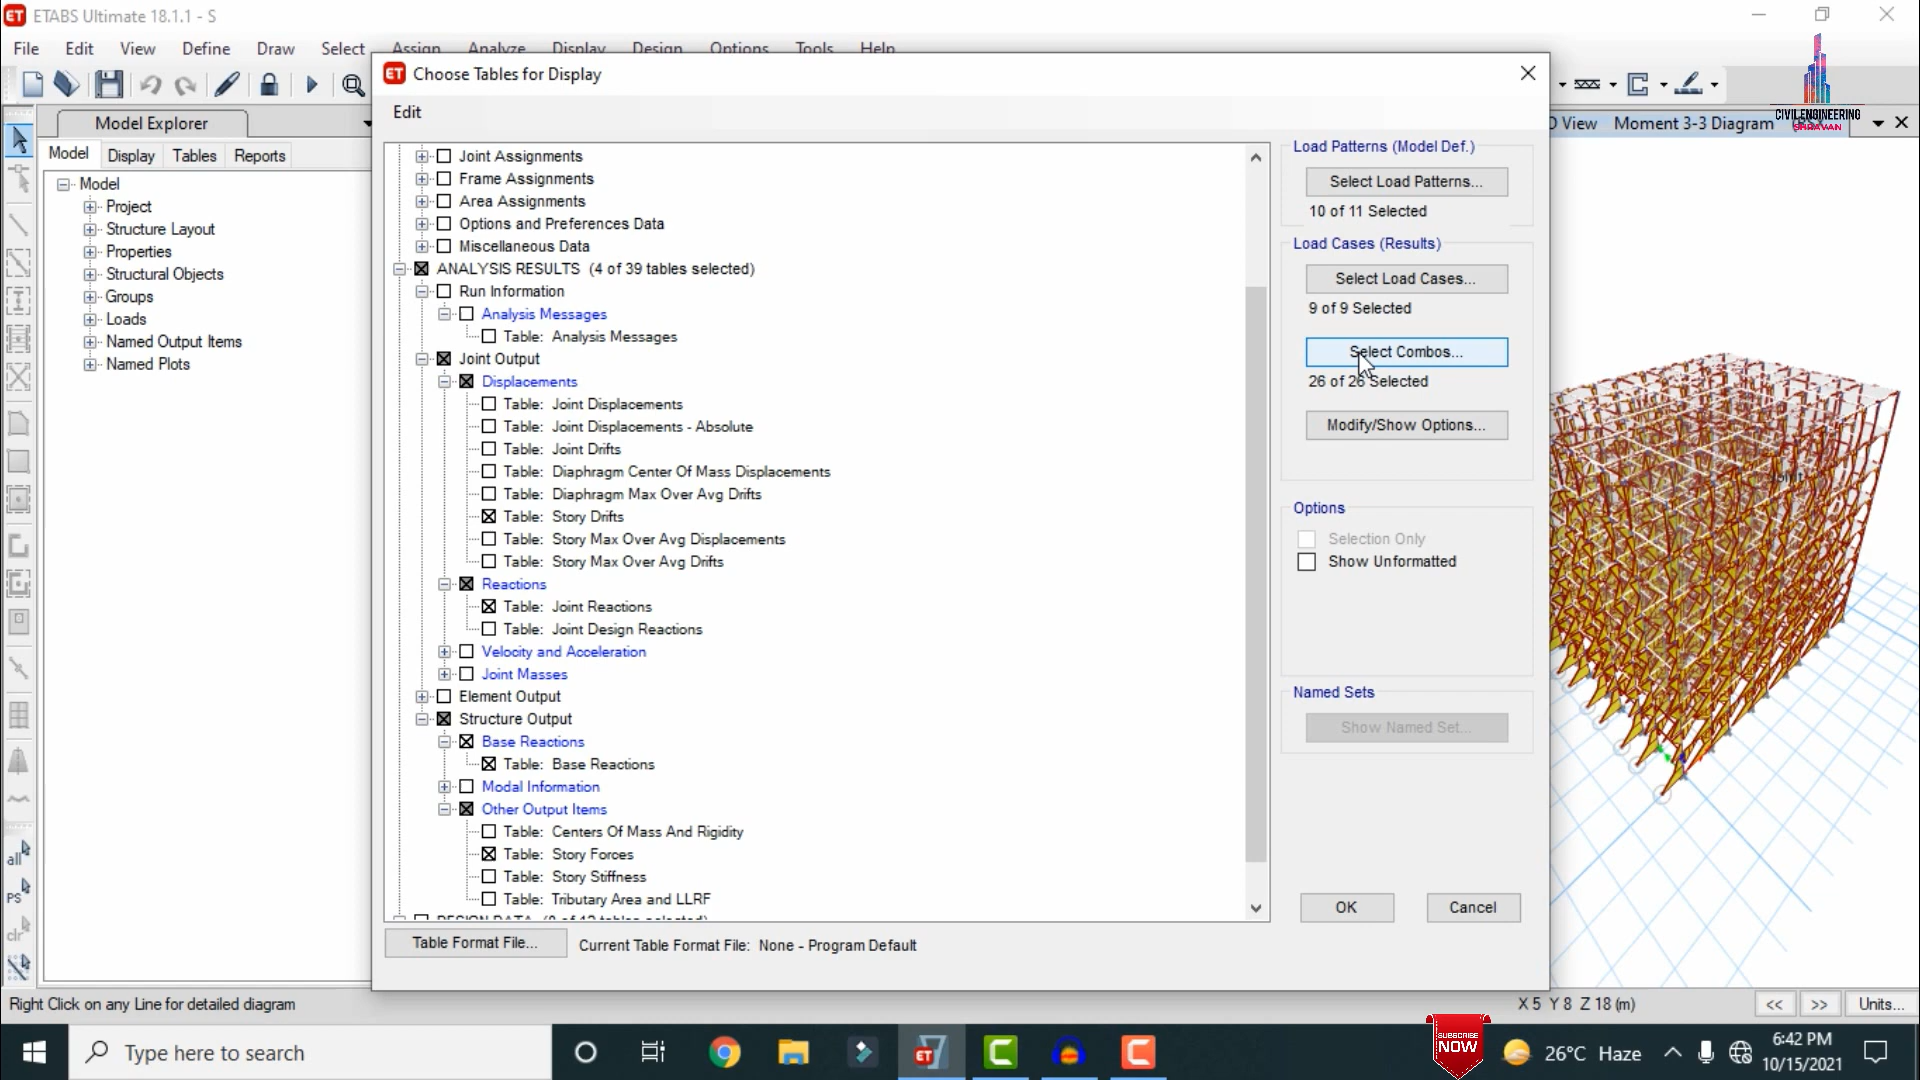 ETABS Ultimate 18.1.1 - S
File Edit View Define Draw Select Assign Analyze Display Design Options Tools Help
Choose Tables for Display
Edit
CIVIL ENGINEERING
SHRAVAN
Model Explorer
View Moment 3-3 Diagram
Model Display Tables Reports
Model
Project
Structure Layout
Properties
Structural Objects
Groups
Loads
Named Output Items
Named Plots
Joint Assignments
Frame Assignments
Area Assignments
Options and Preferences Data
Miscellaneous Data
ANALYSIS RESULTS (4 of 39 tables selected)
Run Information
Analysis Messages
Table: Analysis Messages
Joint Output
Displacements
Table: Joint Displacements
Table: Joint Displacements - Absolute
Table: Joint Drifts
Table: Diaphragm Center Of Mass Displacements
Table: Diaphragm Max Over Avg Drifts
Table: Story Drifts
Table: Story Max Over Avg Displacements
Table: Story Max Over Avg Drifts
Reactions
Table: Joint Reactions
Table: Joint Design Reactions
Velocity and Acceleration
Joint Masses
Element Output
Structure Output
Base Reactions
Table: Base Reactions
Modal Information
Other Output Items
Table: Centers Of Mass And Rigidity
Table: Story Forces
Table: Story Stiffness
Table: Tributary Area and LLRF
Table Format File... Current Table Format File: None - Program Default
Load Patterns (Model Def.)
Select Load Patterns...
10 of 11 Selected
Load Cases (Results)
Select Load Cases...
9 of 9 Selected
Select Combos...
26 of 26 Selected
Modify/Show Options...
Options
Selection Only
Show Unformatted
Named Sets
Show Named Set...
OK Cancel
all
PS
clr
Right Click on any Line for detailed diagram
X 5 Y 8 Z 18 (m)
<< >> Units...
Type here to search
SUBSCRIBE
NOW
26°C Haze
6:42 PM
10/15/2021